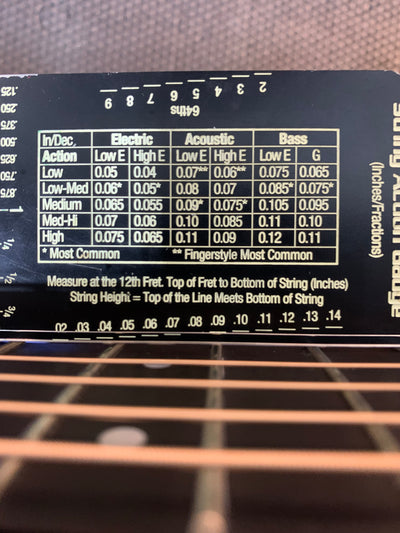 2 3 4 5 6 7 8 9
64ths
String Action Gauge
(Inches/Fractions)
.125
.250
.375
.500
.625
.750
.875
1
1/4
1/2
3/4
In/Dec. Electric Acoustic Bass
Action Low E High E Low E High E Low E G
Low 0.05 0.04 0.07** 0.06** 0.075 0.065
Low-Med 0.06* 0.05* 0.08 0.07 0.085* 0.075*
Medium 0.065 0.055 0.09* 0.075* 0.105 0.095
Med-Hi 0.07 0.06 0.10 0.085 0.11 0.10
High 0.075 0.065 0.11 0.09 0.12 0.11
* Most Common ** Fingerstyle Most Common
Measure at the 12th Fret. Top of Fret to Bottom of String (Inches)
String Height = Top of the Line Meets Bottom of String
.02 .03 .04 .05 .06 .07 .08 .09 .10 .11 .12 .13 .14